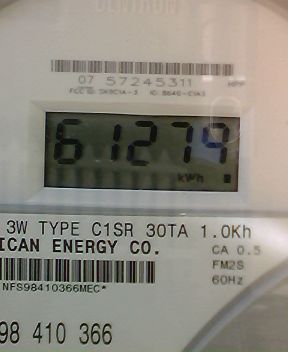 CENTRON
07 57245311
61279
kWh
3W TYPE C1SR 30TA 1.0Kh
ICAN ENERGY CO.
CA 0.5
FM2S
60Hz
NFS98410366MEC*
98 410 366